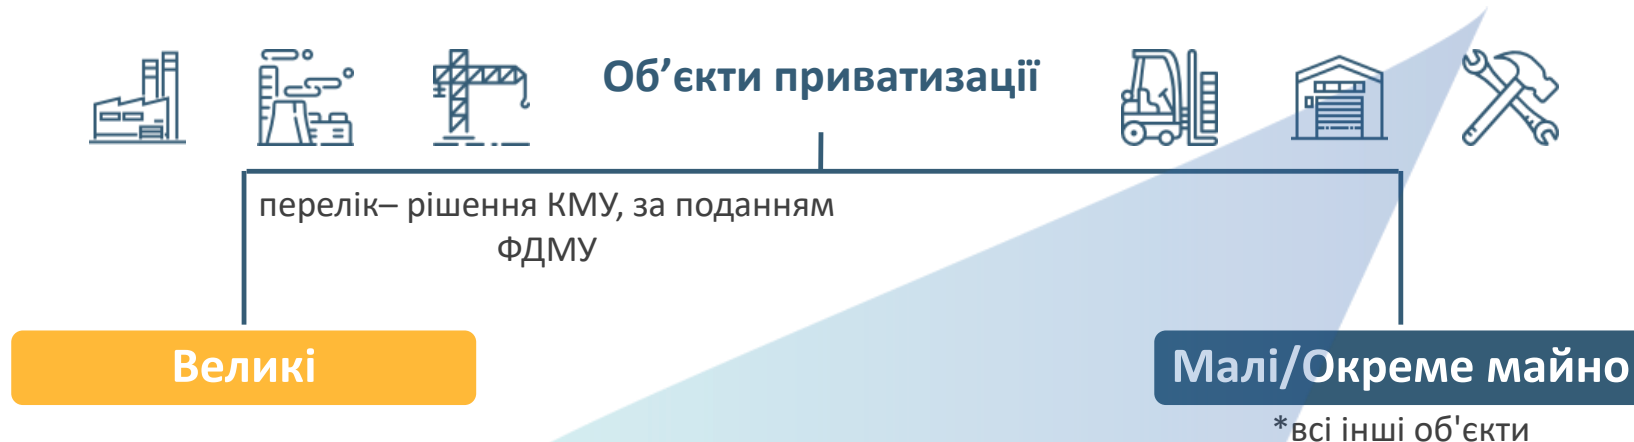 Об’єкти приватизації
перелік– рішення КМУ, за поданням
ФДМУ
Великі
Малі/Окреме майно
*всі інші об'єкти